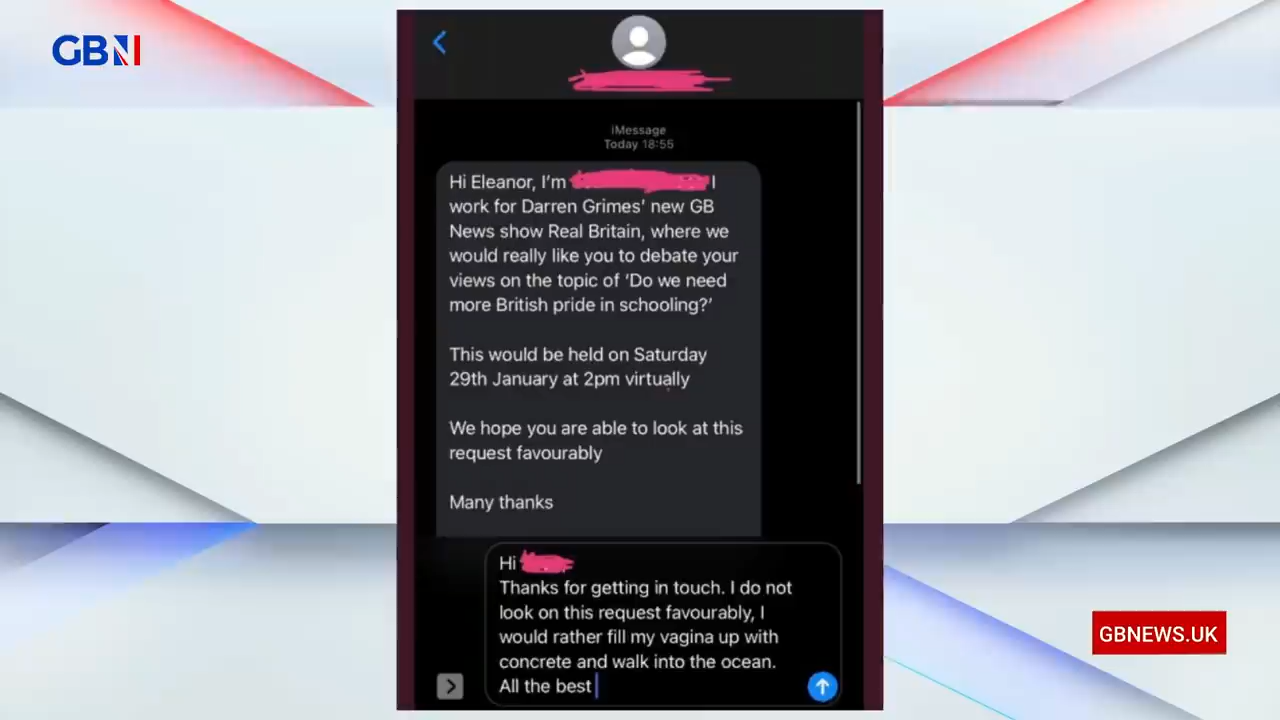 GBN
iMessage
Today 18:55
Hi Eleanor, I'm I
work for Darren Grimes' new GB
News show Real Britain, where we
would really like you to debate your
views on the topic of 'Do we need
more British pride in schooling?'
This would be held on Saturday
29th January at 2pm virtually
We hope you are able to look at this
request favourably
Many thanks
Hi
Thanks for getting in touch. I do not
look on this request favourably, I
would rather fill my vagina up with
concrete and walk into the ocean.
All the best
GBNEWS.UK